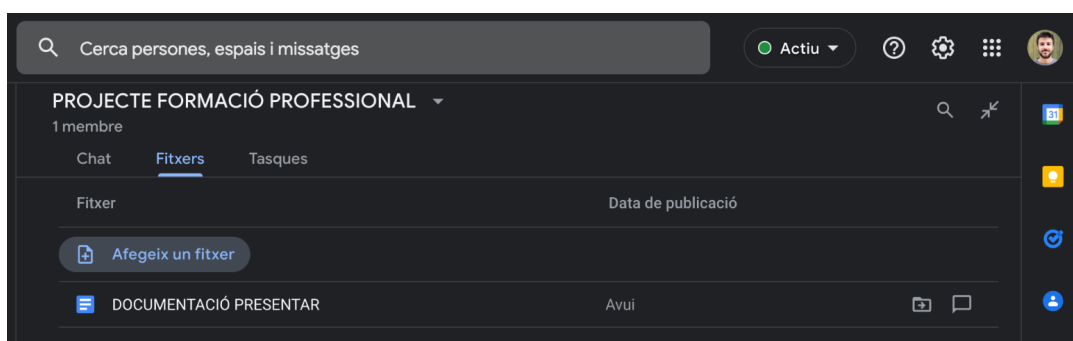 Cerca persones, espais i missatges
Actiu
PROJECTE FORMACIÓ PROFESSIONAL
1 membre
Chat Fitxers Tasques
Fitxer Data de publicació
Afegeix un fitxer
DOCUMENTACIÓ PRESENTAR Avui
31